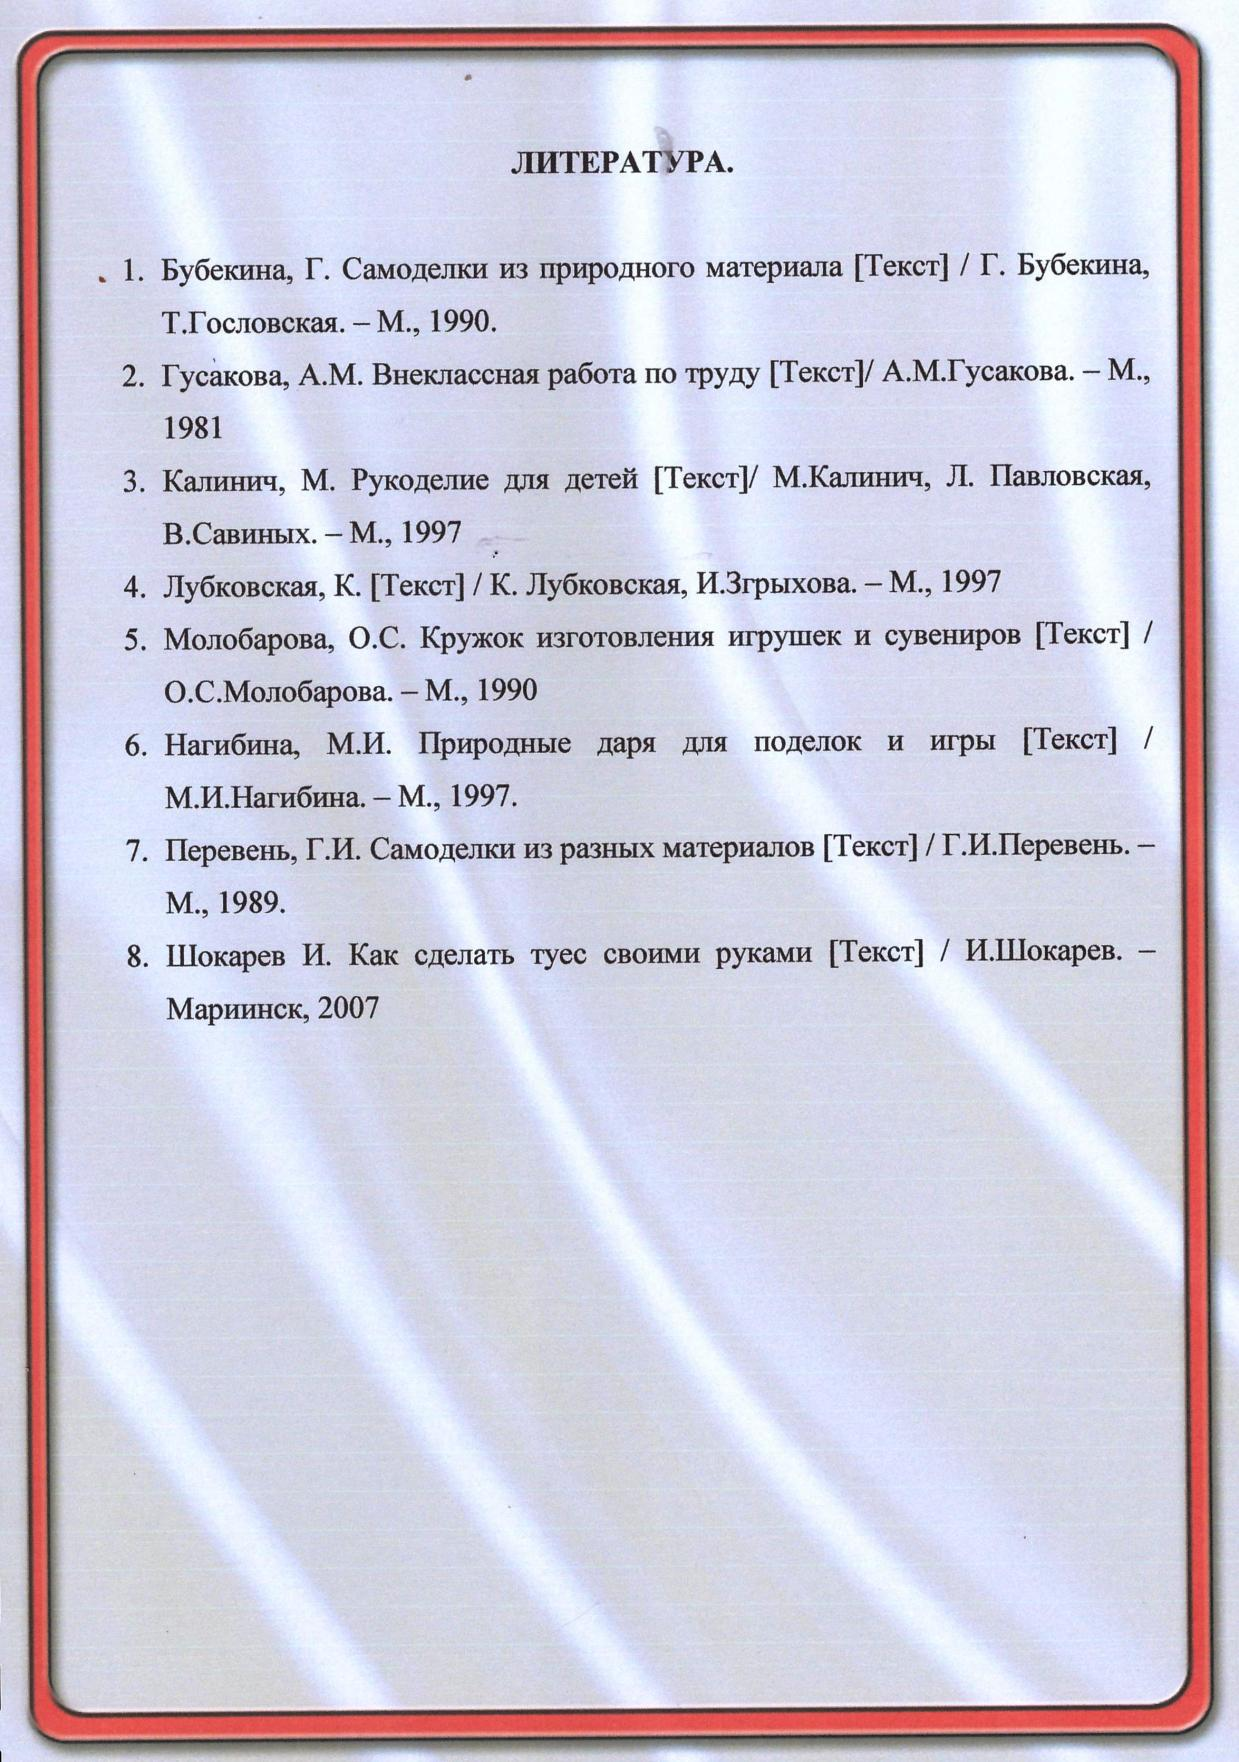 ЛИТЕРАТУРА.
1. Бубекина, Г. Самоделки из природного материала [Текст] / Г. Бубекина,
Т.Гословская. – М., 1990.
2. Гусакова, А.М. Внеклассная работа по труду [Текст]/ А.М.Гусакова. – М.,
1981
3. Калинич, М. Рукоделие для детей [Текст]/ М.Калинич, Л. Павловская,
В.Савиных. – М., 1997
4. Лубковская, К. [Текст] / К. Лубковская, И.Згрыхова. – М., 1997
5. Молобарова, О.С. Кружок изготовления игрушек и сувениров [Текст] /
О.С.Молобарова. – М., 1990
6. Нагибина, М.И. Природные даря для поделок и игры [Текст] /
М.И.Нагибина. – М., 1997.
7. Перевень, Г.И. Самоделки из разных материалов [Текст] / Г.И.Перевень. –
М., 1989.
8. Шокарев И. Как сделать туес своими руками [Текст] / И.Шокарев. –
Мариинск, 2007